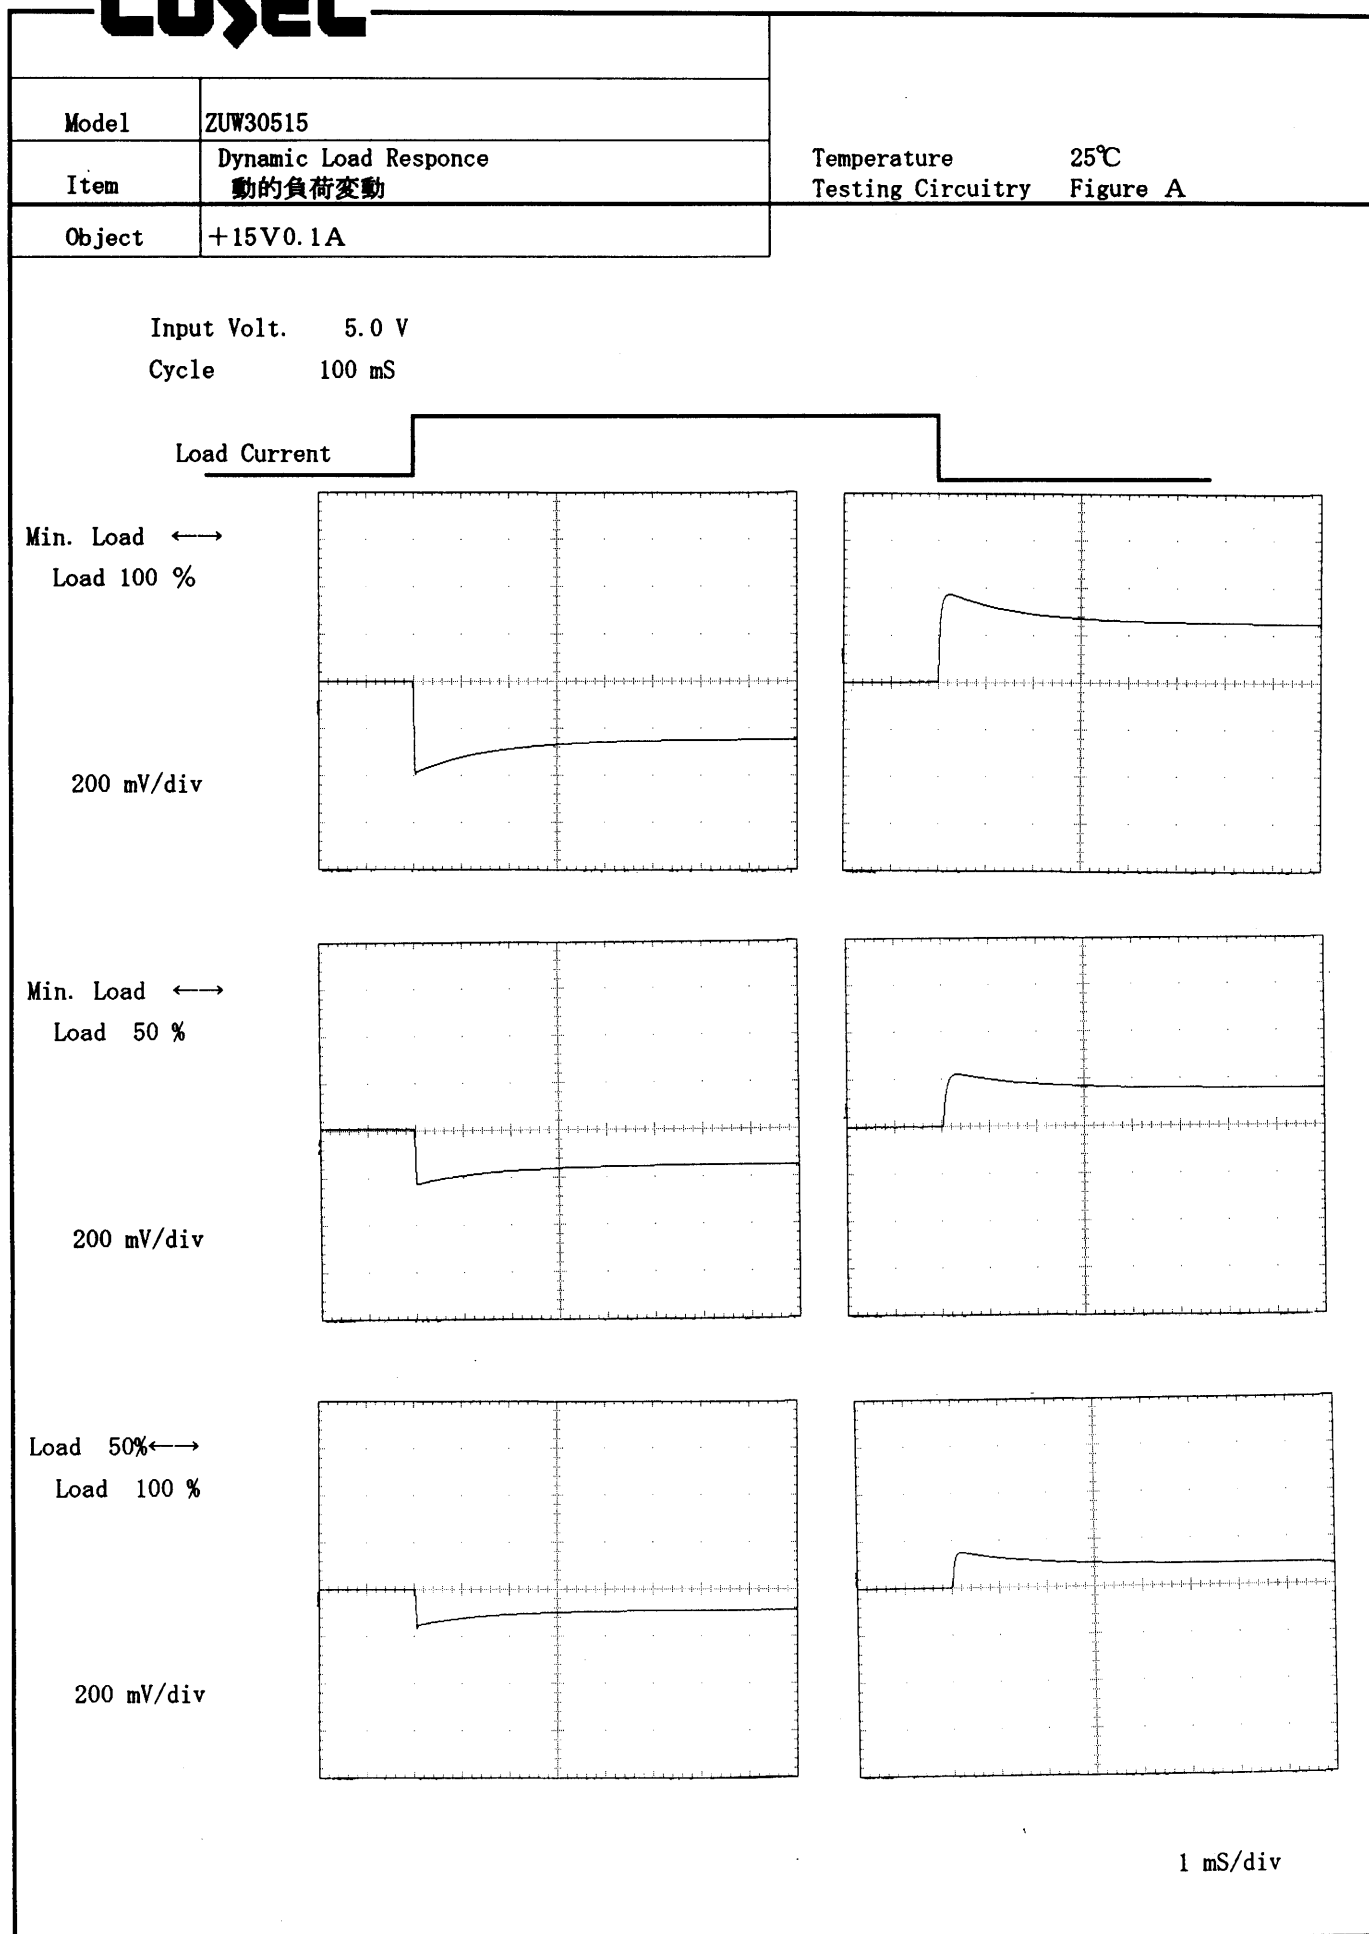 COSEL
Model ZUW30515
Item Dynamic Load Responce
動的負荷変動
Temperature 25℃
Testing Circuitry Figure A
Object +15V0.1A
Input Volt. 5.0 V
Cycle 100 mS
Load Current
Min. Load ←→
Load 100 %
200 mV/div
Min. Load ←→
Load 50 %
200 mV/div
Load 50%←→
Load 100 %
200 mV/div
1 mS/div